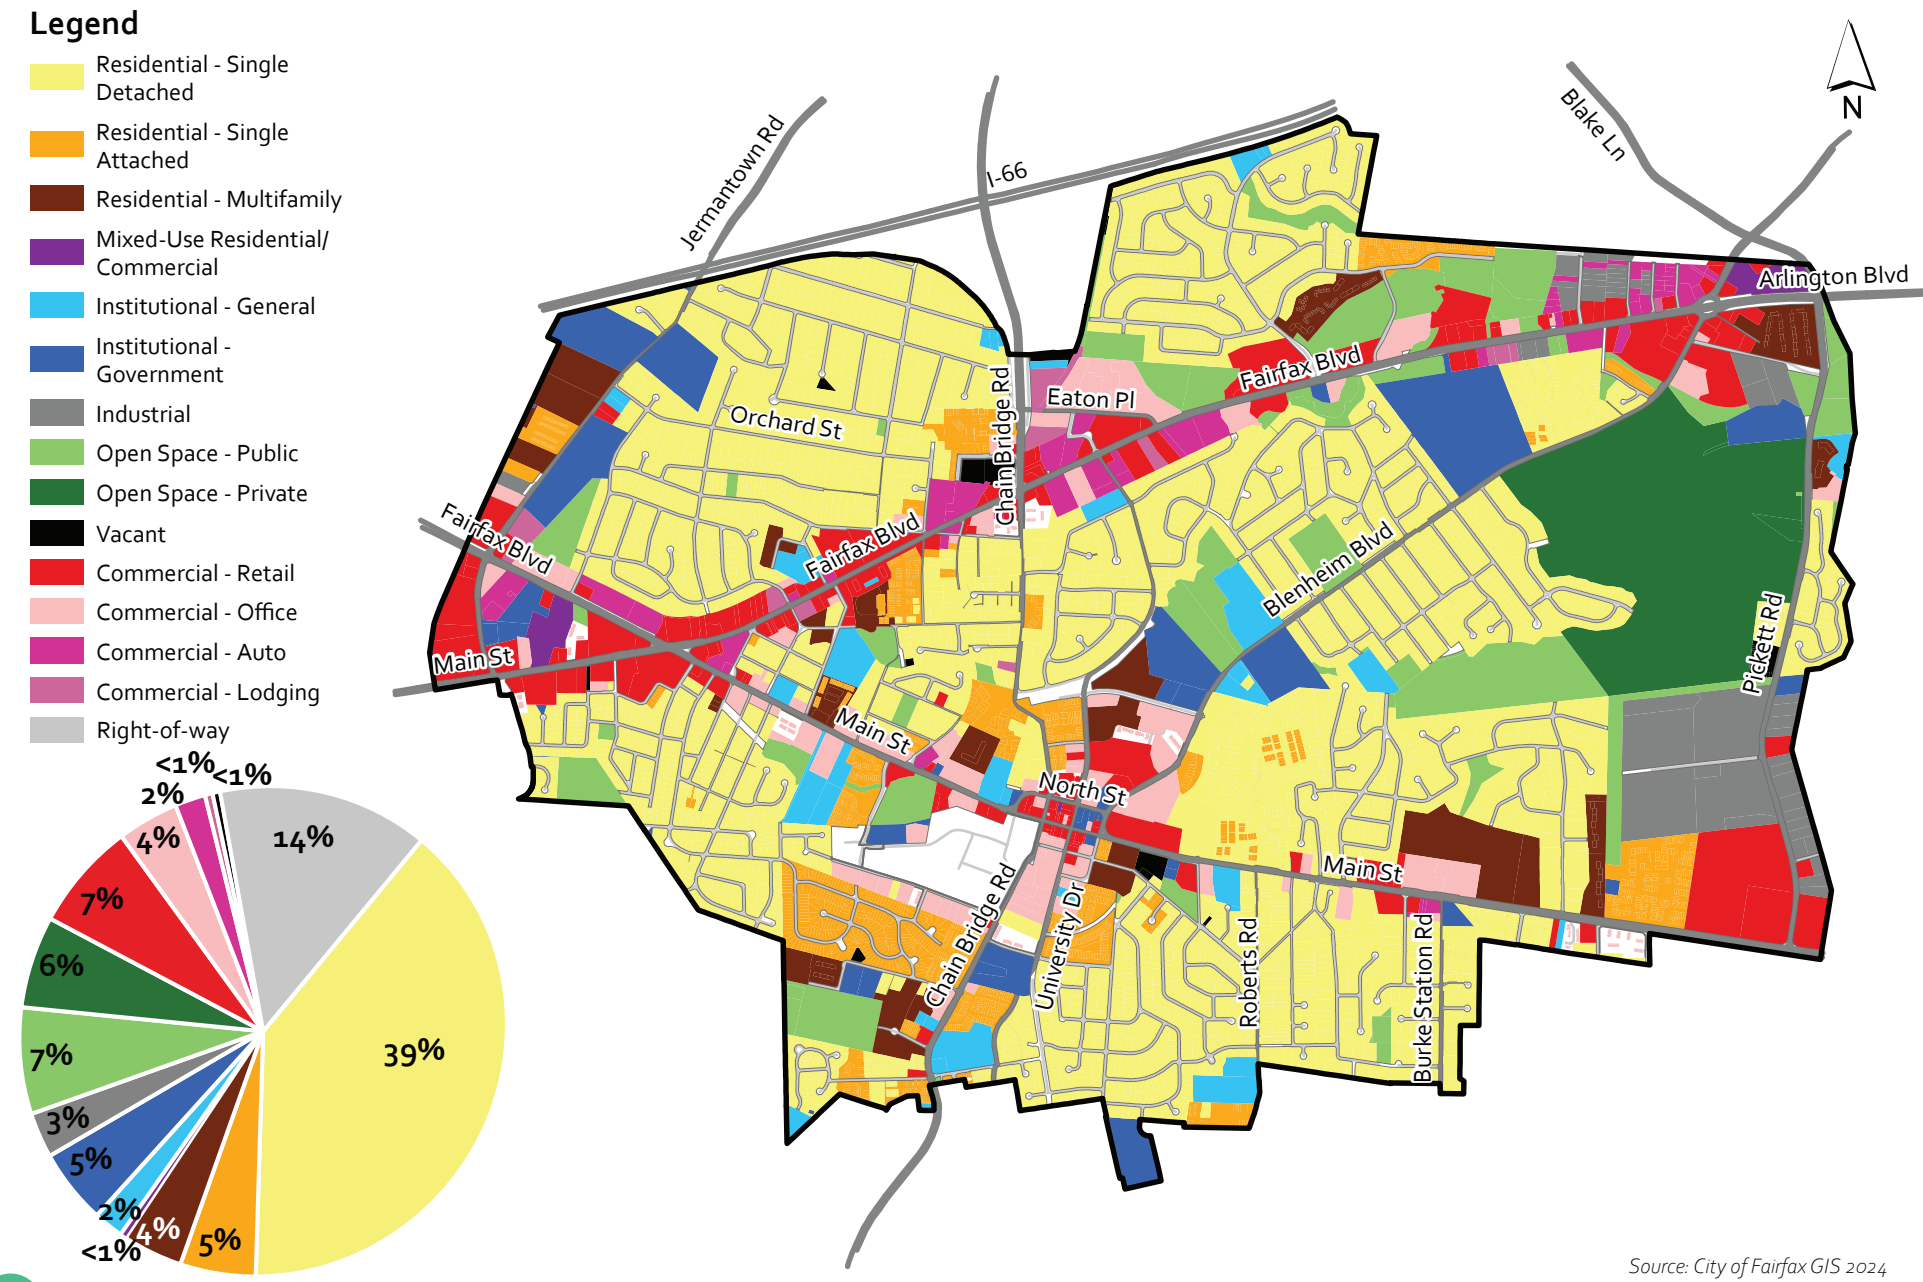 Legend
Residential - Single
Detached
Residential - Single
Attached
Residential - Multifamily
Mixed-Use Residential/
Commercial
Institutional - General
Institutional -
Government
Industrial
Open Space - Public
Open Space - Private
Vacant
Commercial - Retail
Commercial - Office
Commercial - Auto
Commercial - Lodging
Right-of-way
<1%
<1%
2%
4%
14%
7%
6%
39%
7%
3%
5%
2%
4%
<1%
5%
N
Jermantown Rd
I-66
Blake Ln
Arlington Blvd
Fairfax Blvd
Eaton Pl
Chain Bridge Rd
Orchard St
Fairfax Blvd
Fairfax Blvd
Blenheim Blvd
Pickett Rd
Main St
Main St
North St
Main St
Chain Bridge Rd
University Dr
Roberts Rd
Burke Station Rd
Source: City of Fairfax GIS 2024